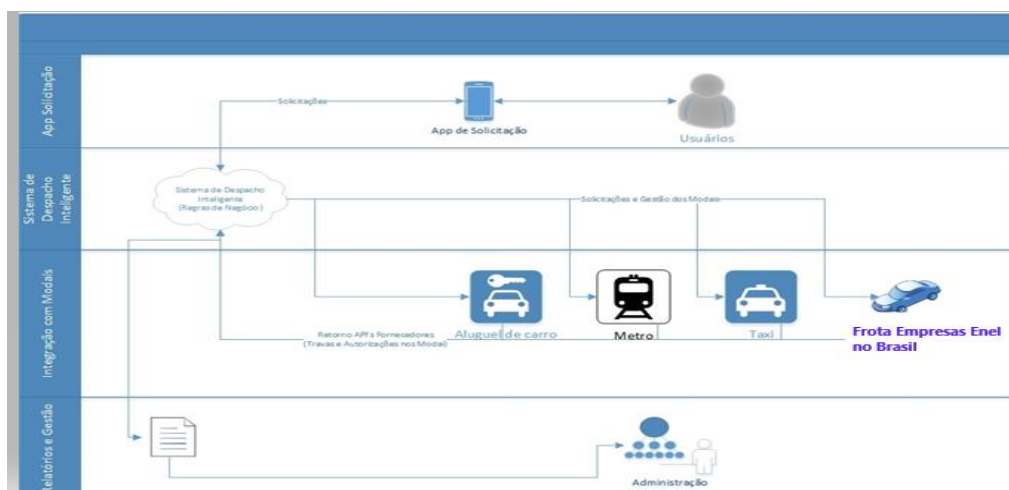 App Solicitação
Solicitações
App de Solicitação
Usuários
Sistema de
Despacho
Inteligente
Sistema de Despacho
Inteligente
(Regras de Negócio)
Solicitações e Gestão dos Modais
Integração com Modais
Retorno API's Fornecedores
(Travas e Autorizações nos Modal)
Aluguel de carro
Metro
Taxi
Frota Empresas Enel
no Brasil
Relatórios e Gestão
Administração